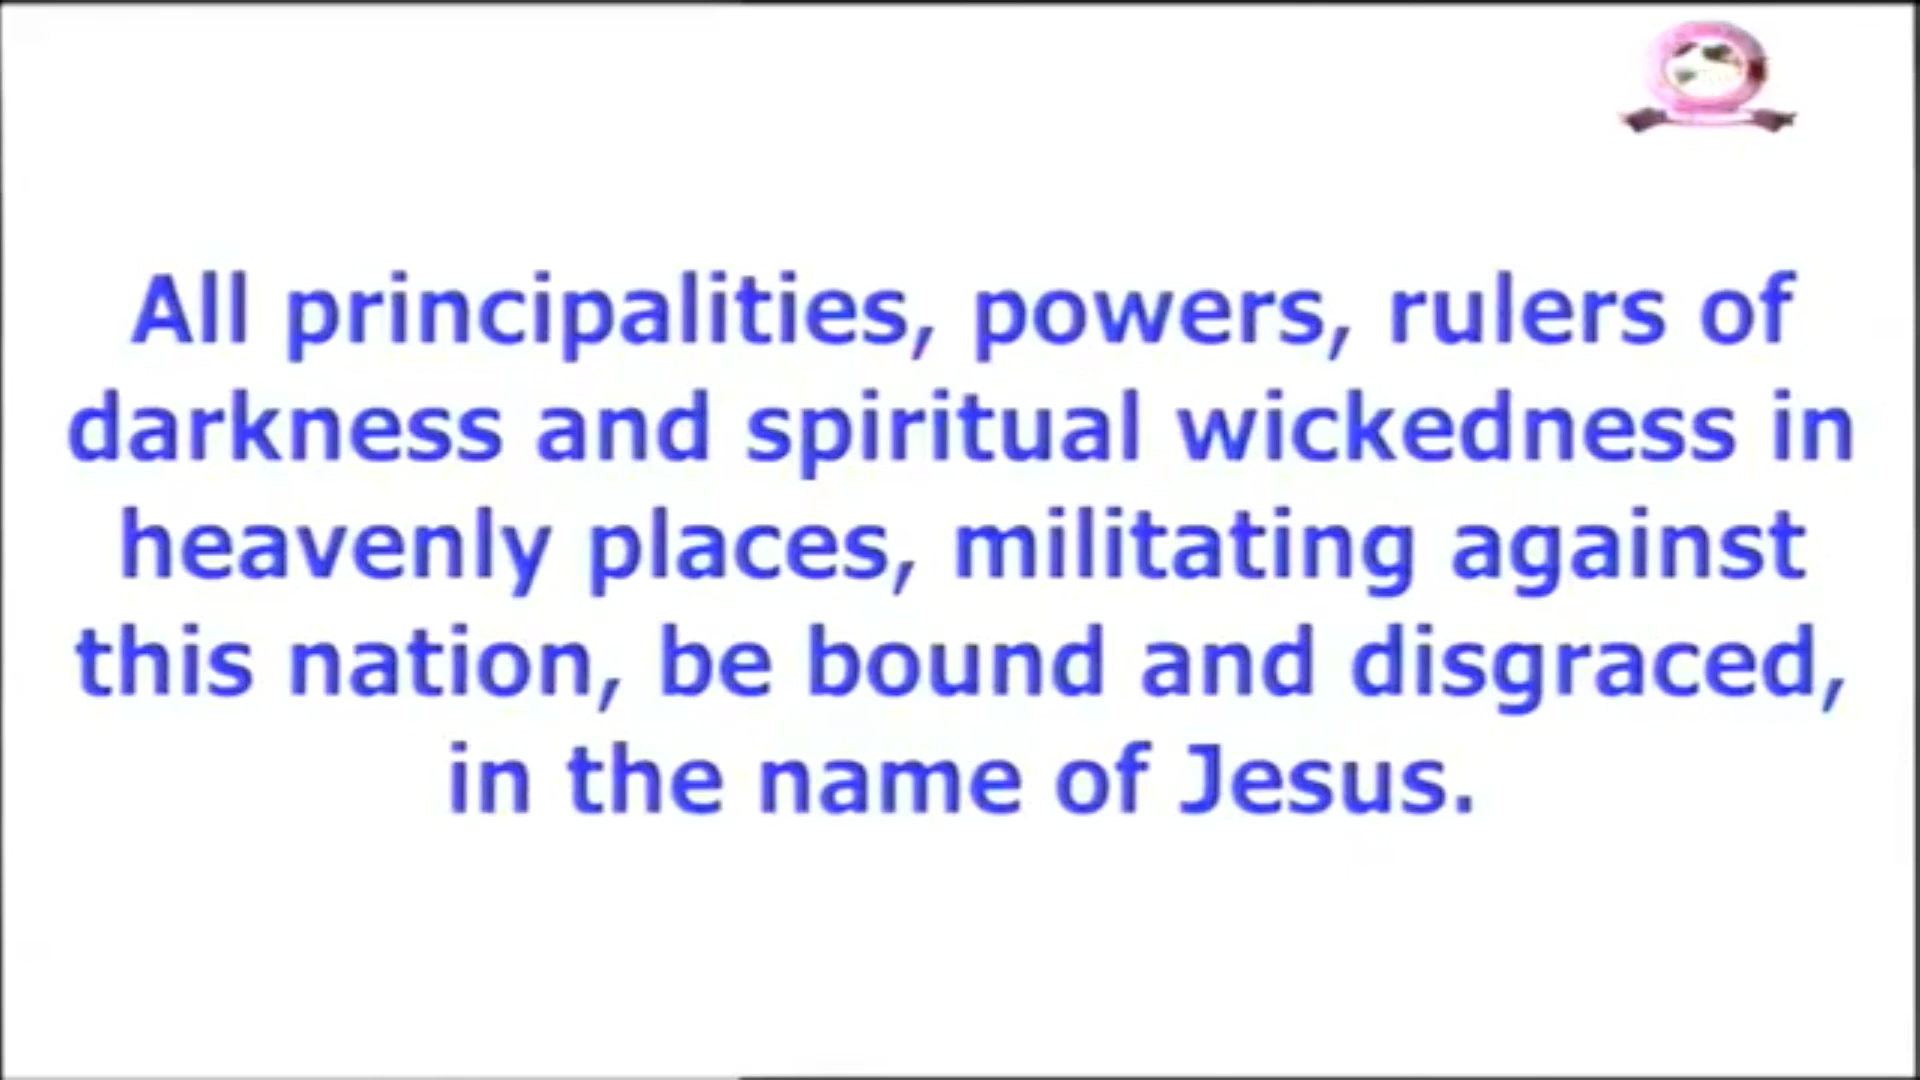 All principalities, powers, rulers of
darkness and spiritual wickedness in
heavenly places, militating against
this nation, be bound and disgraced,
in the name of Jesus.